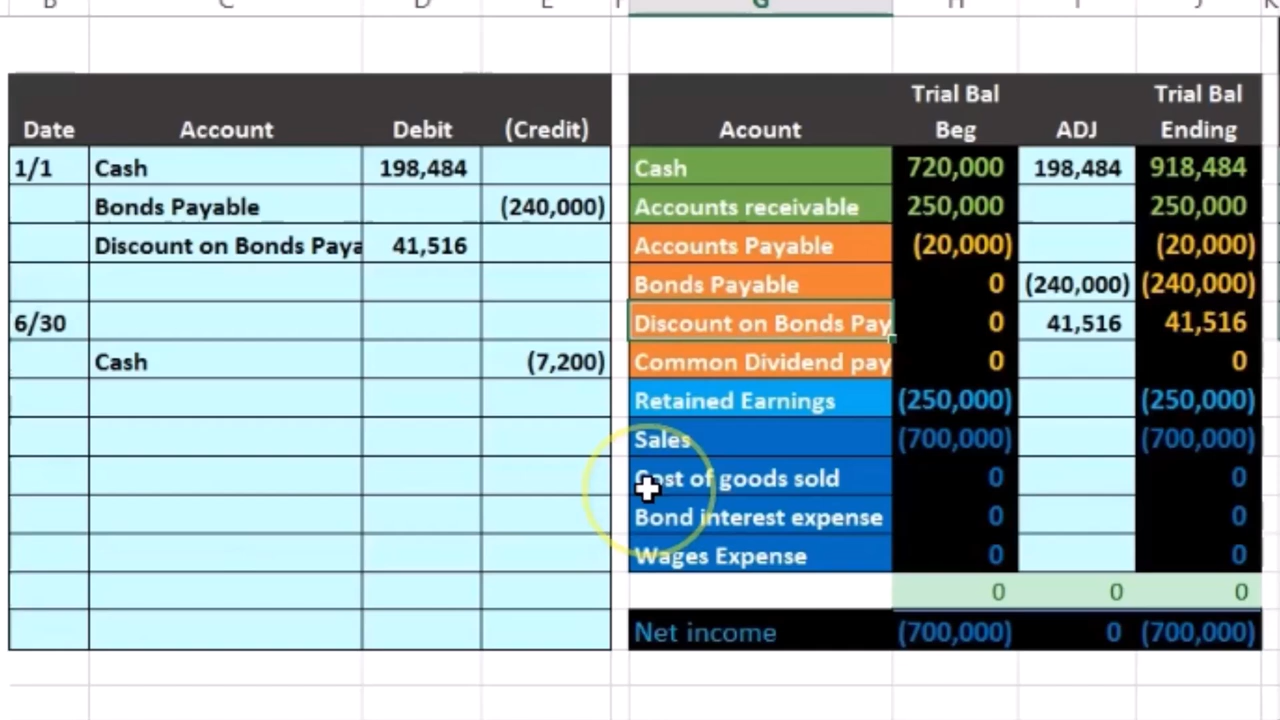 B C D E F G H I J K
Date Account Debit (Credit)
1/1 Cash 198,484
Bonds Payable (240,000)
Discount on Bonds Paya 41,516
6/30
Cash (7,200)
Acount Trial Bal Beg ADJ Trial Bal Ending
Cash 720,000 198,484 918,484
Accounts receivable 250,000 250,000
Accounts Payable (20,000) (20,000)
Bonds Payable 0 (240,000) (240,000)
Discount on Bonds Pay 0 41,516 41,516
Common Dividend pay 0 0
Retained Earnings (250,000) (250,000)
Sales (700,000) (700,000)
Cost of goods sold 0 0
Bond interest expense 0 0
Wages Expense 0 0
0 0 0
Net income (700,000) 0 (700,000)